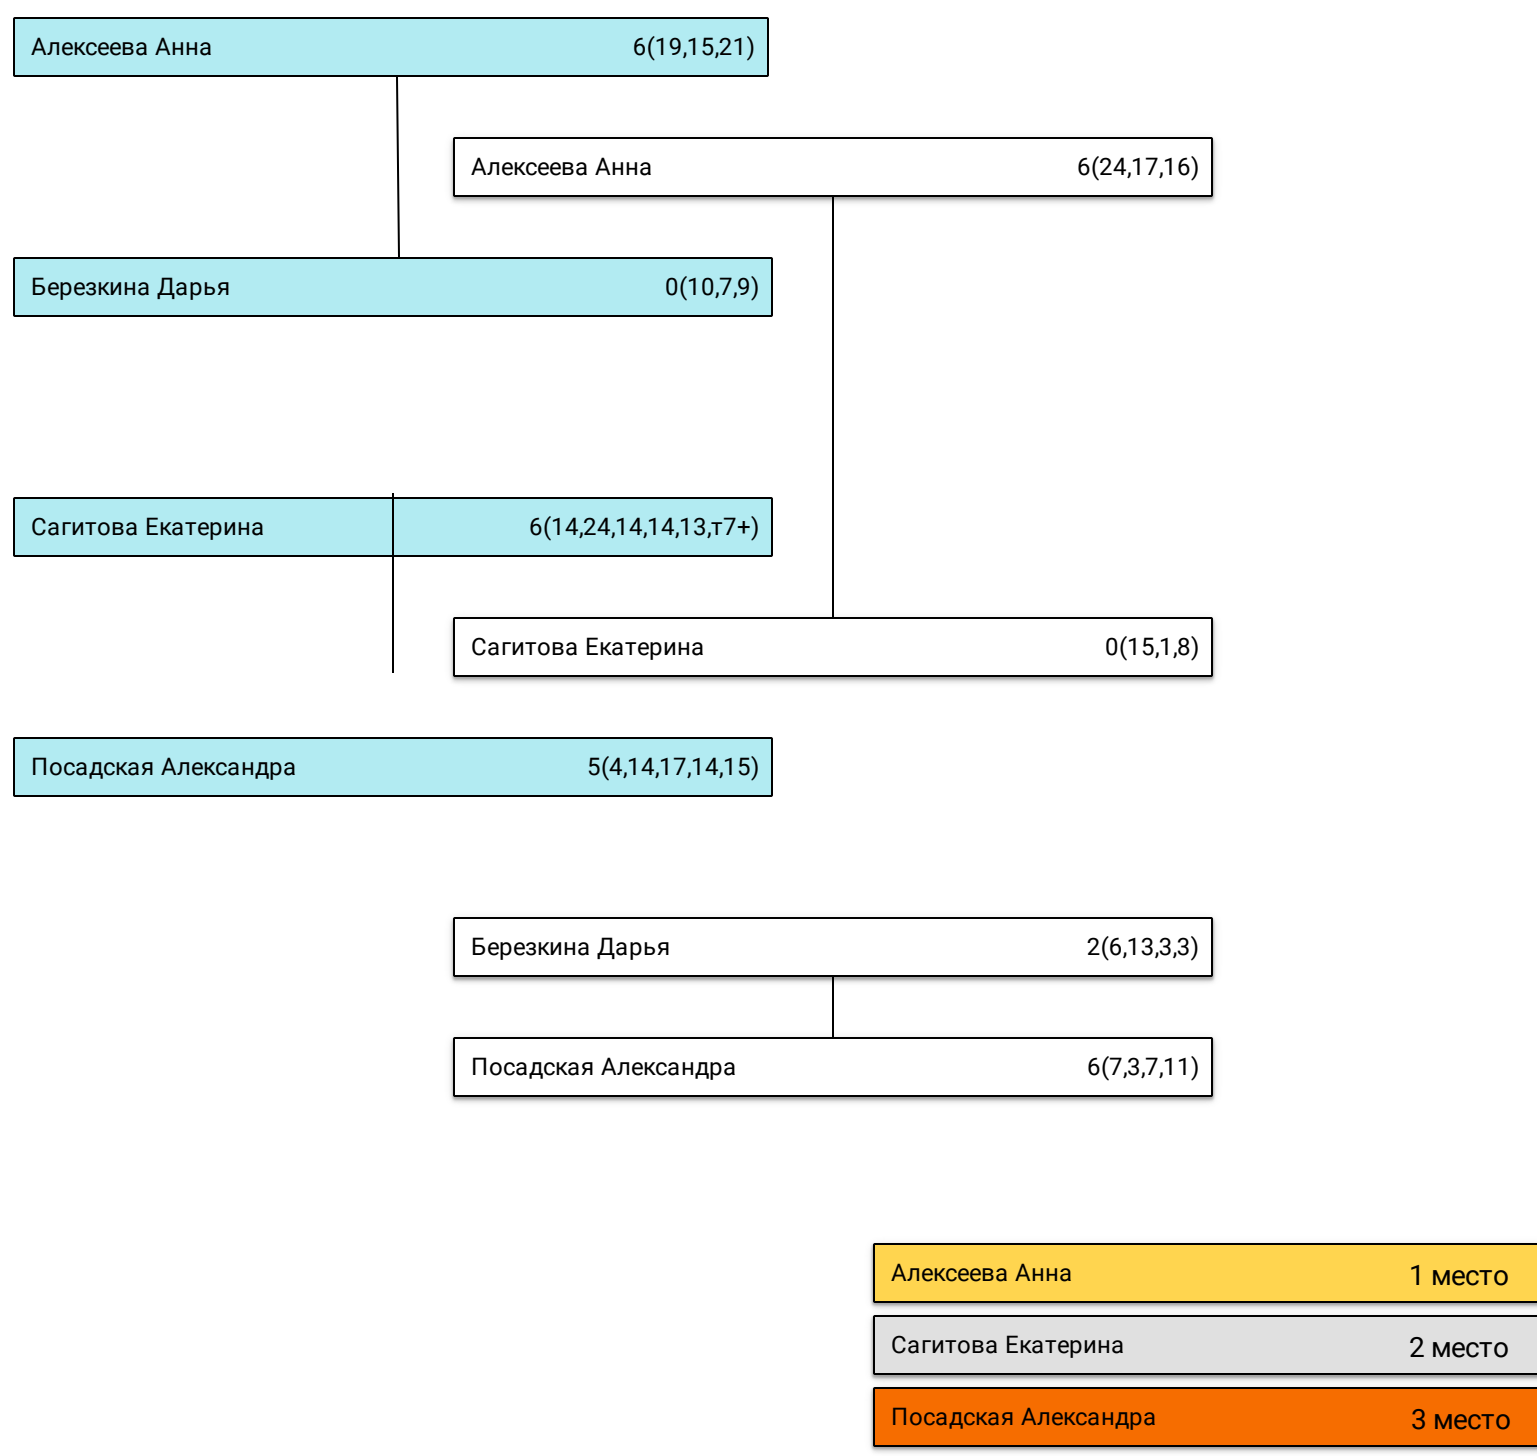 Алексеева Анна 6(19,15,21)
Алексеева Анна 6(24,17,16)
Березкина Дарья 0(10,7,9)
Сагитова Екатерина 6(14,24,14,14,13,т7+)
Сагитова Екатерина 0(15,1,8)
Посадская Александра 5(4,14,17,14,15)
Березкина Дарья 2(6,13,3,3)
Посадская Александра 6(7,3,7,11)
Алексеева Анна 1 место
Сагитова Екатерина 2 место
Посадская Александра 3 место